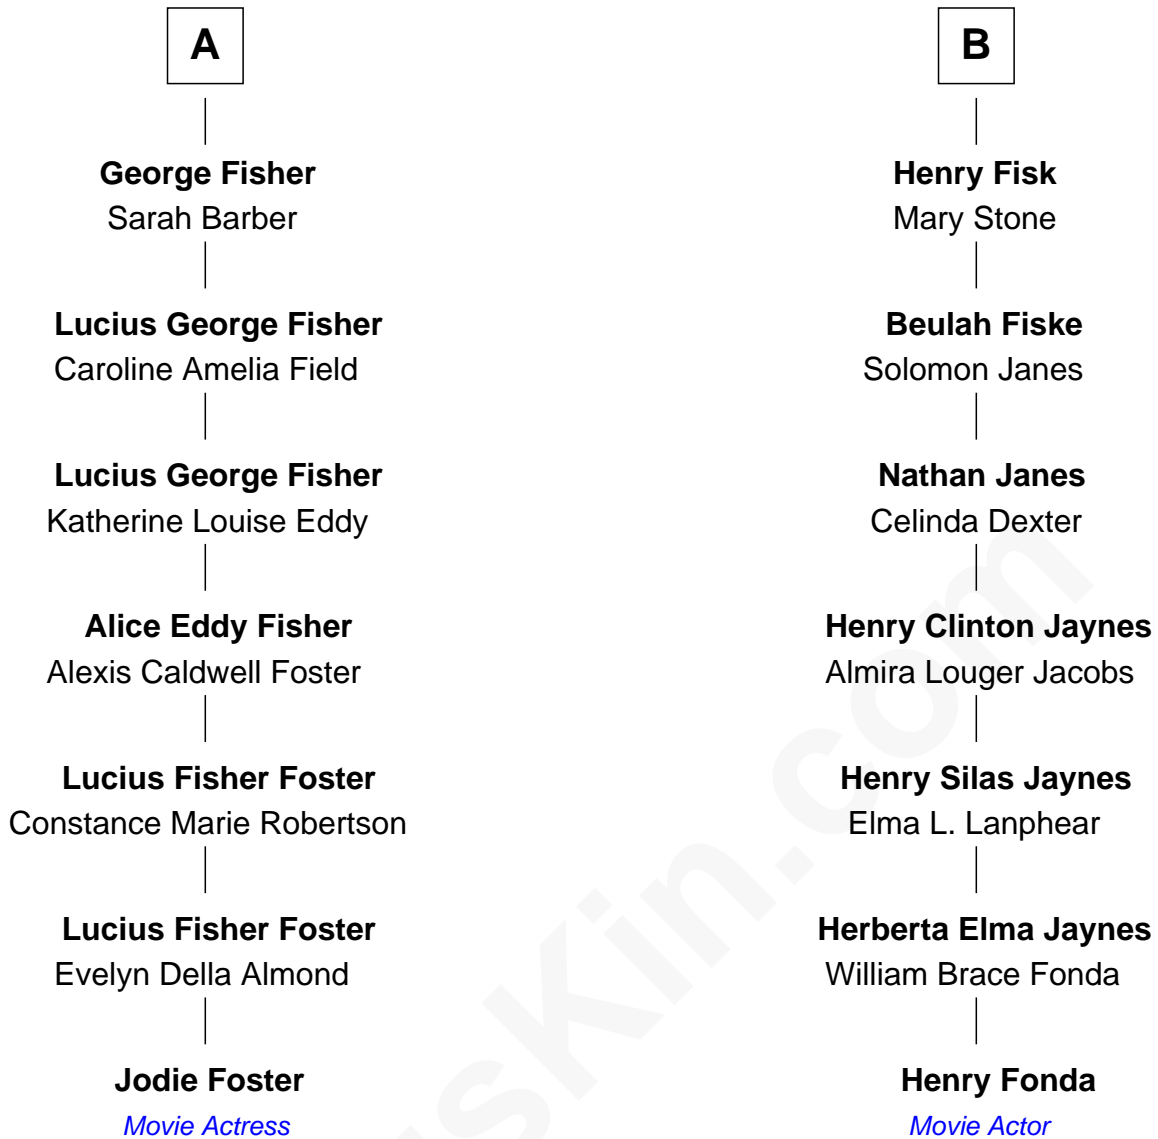 A
George Fisher
Sarah Barber
Lucius George Fisher
Caroline Amelia Field
Lucius George Fisher
Katherine Louise Eddy
Alice Eddy Fisher
Alexis Caldwell Foster
Lucius Fisher Foster
Constance Marie Robertson
Lucius Fisher Foster
Evelyn Della Almond
Jodie Foster
Movie Actress
B
Henry Fisk
Mary Stone
Beulah Fiske
Solomon Janes
Nathan Janes
Celinda Dexter
Henry Clinton Jaynes
Almira Louger Jacobs
Henry Silas Jaynes
Elma L. Lanphear
Herberta Elma Jaynes
William Brace Fonda
Henry Fonda
Movie Actor
usKin.com